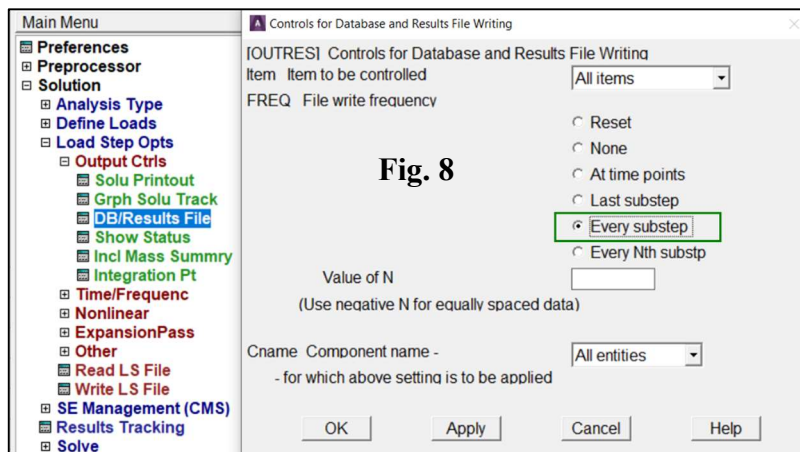 Main Menu
Preferences
Preprocessor
Solution
Analysis Type
Define Loads
Load Step Opts
Output Ctrls
Solu Printout
Grph Solu Track
DB/Results File
Show Status
Incl Mass Summry
Integration Pt
Time/Frequenc
Nonlinear
ExpansionPass
Other
Read LS File
Write LS File
SE Management (CMS)
Results Tracking
Solve
Controls for Database and Results File Writing
[OUTRES] Controls for Database and Results File Writing
Item Item to be controlled
All items
FREQ File write frequency
Reset
None
At time points
Last substep
Every substep
Every Nth substp
Fig. 8
Value of N
(Use negative N for equally spaced data)
Cname Component name -
All entities
- for which above setting is to be applied
OK
Apply
Cancel
Help